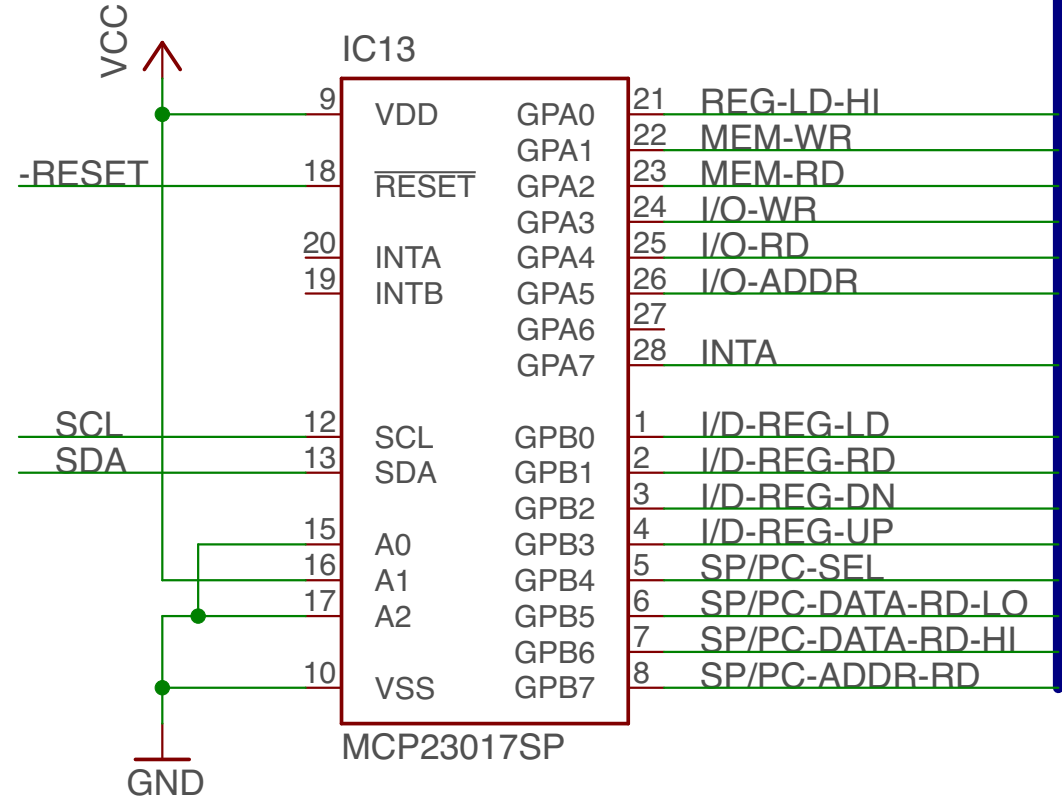 VCC
IC13
9 VDD GPA0 21 REG-LD-HI
GPA1 22 MEM-WR
-RESET 18 RESET GPA2 23 MEM-RD
GPA3 24 I/O-WR
20 INTA GPA4 25 I/O-RD
19 INTB GPA5 26 I/O-ADDR
GPA6 27
GPA7 28 INTA
SCL 12 SCL GPB0 1 I/D-REG-LD
SDA 13 SDA GPB1 2 I/D-REG-RD
GPB2 3 I/D-REG-DN
15 A0 GPB3 4 I/D-REG-UP
16 A1 GPB4 5 SP/PC-SEL
17 A2 GPB5 6 SP/PC-DATA-RD-LO
GPB6 7 SP/PC-DATA-RD-HI
10 VSS GPB7 8 SP/PC-ADDR-RD
MCP23017SP
GND